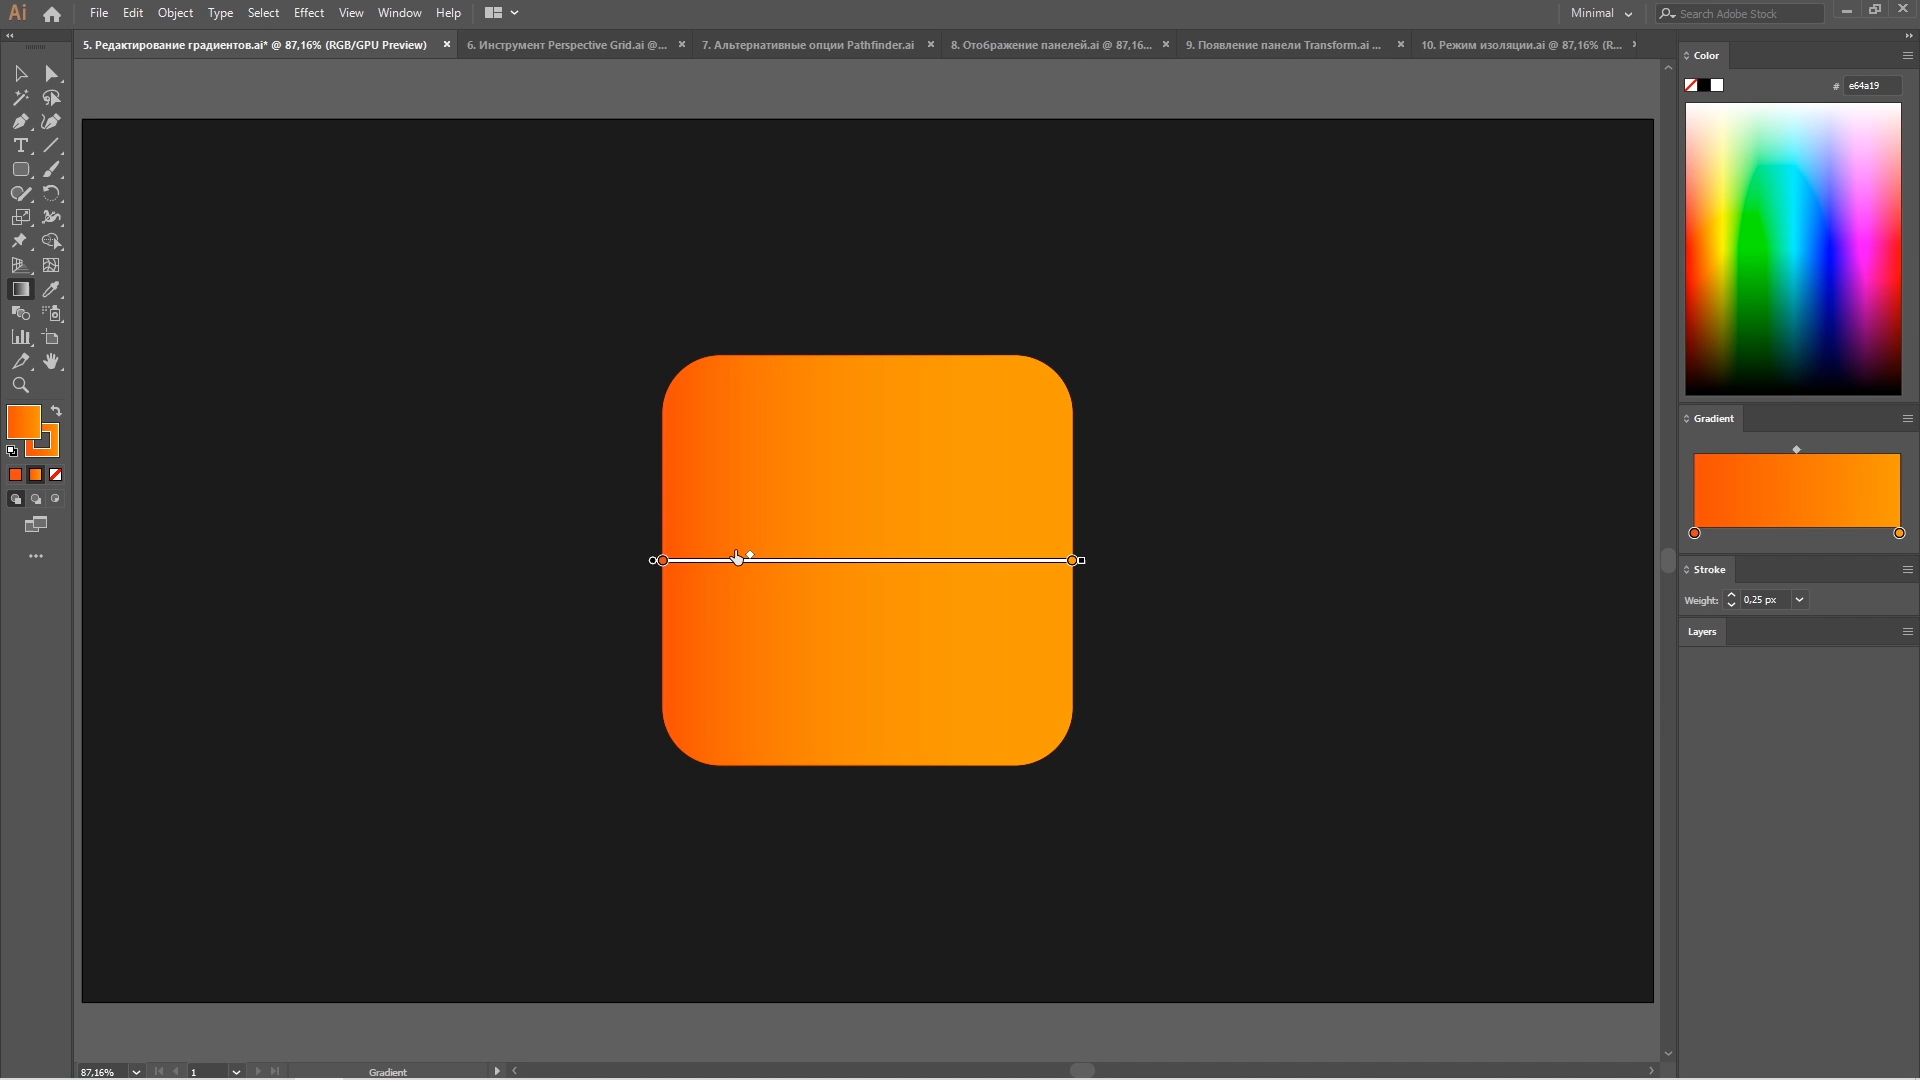 Ai File Edit Object Type Select Effect View Window Help Minimal Search Adobe Stock
5. Редактирование градиентов.ai* @ 87,16% (RGB/GPU Preview) × 6. Инструмент Perspective Grid.ai @... × 7. Альтернативные опции Pathfinder.ai × 8. Отображение панелей.ai @ 87,16... × 9. Появление панели Transform.ai ... × 10. Режим изоляции.ai @ 87,16% (R...
Color
# e64a19
Gradient
Stroke
Weight: 0,25 px
Layers
87,16% 1 Gradient